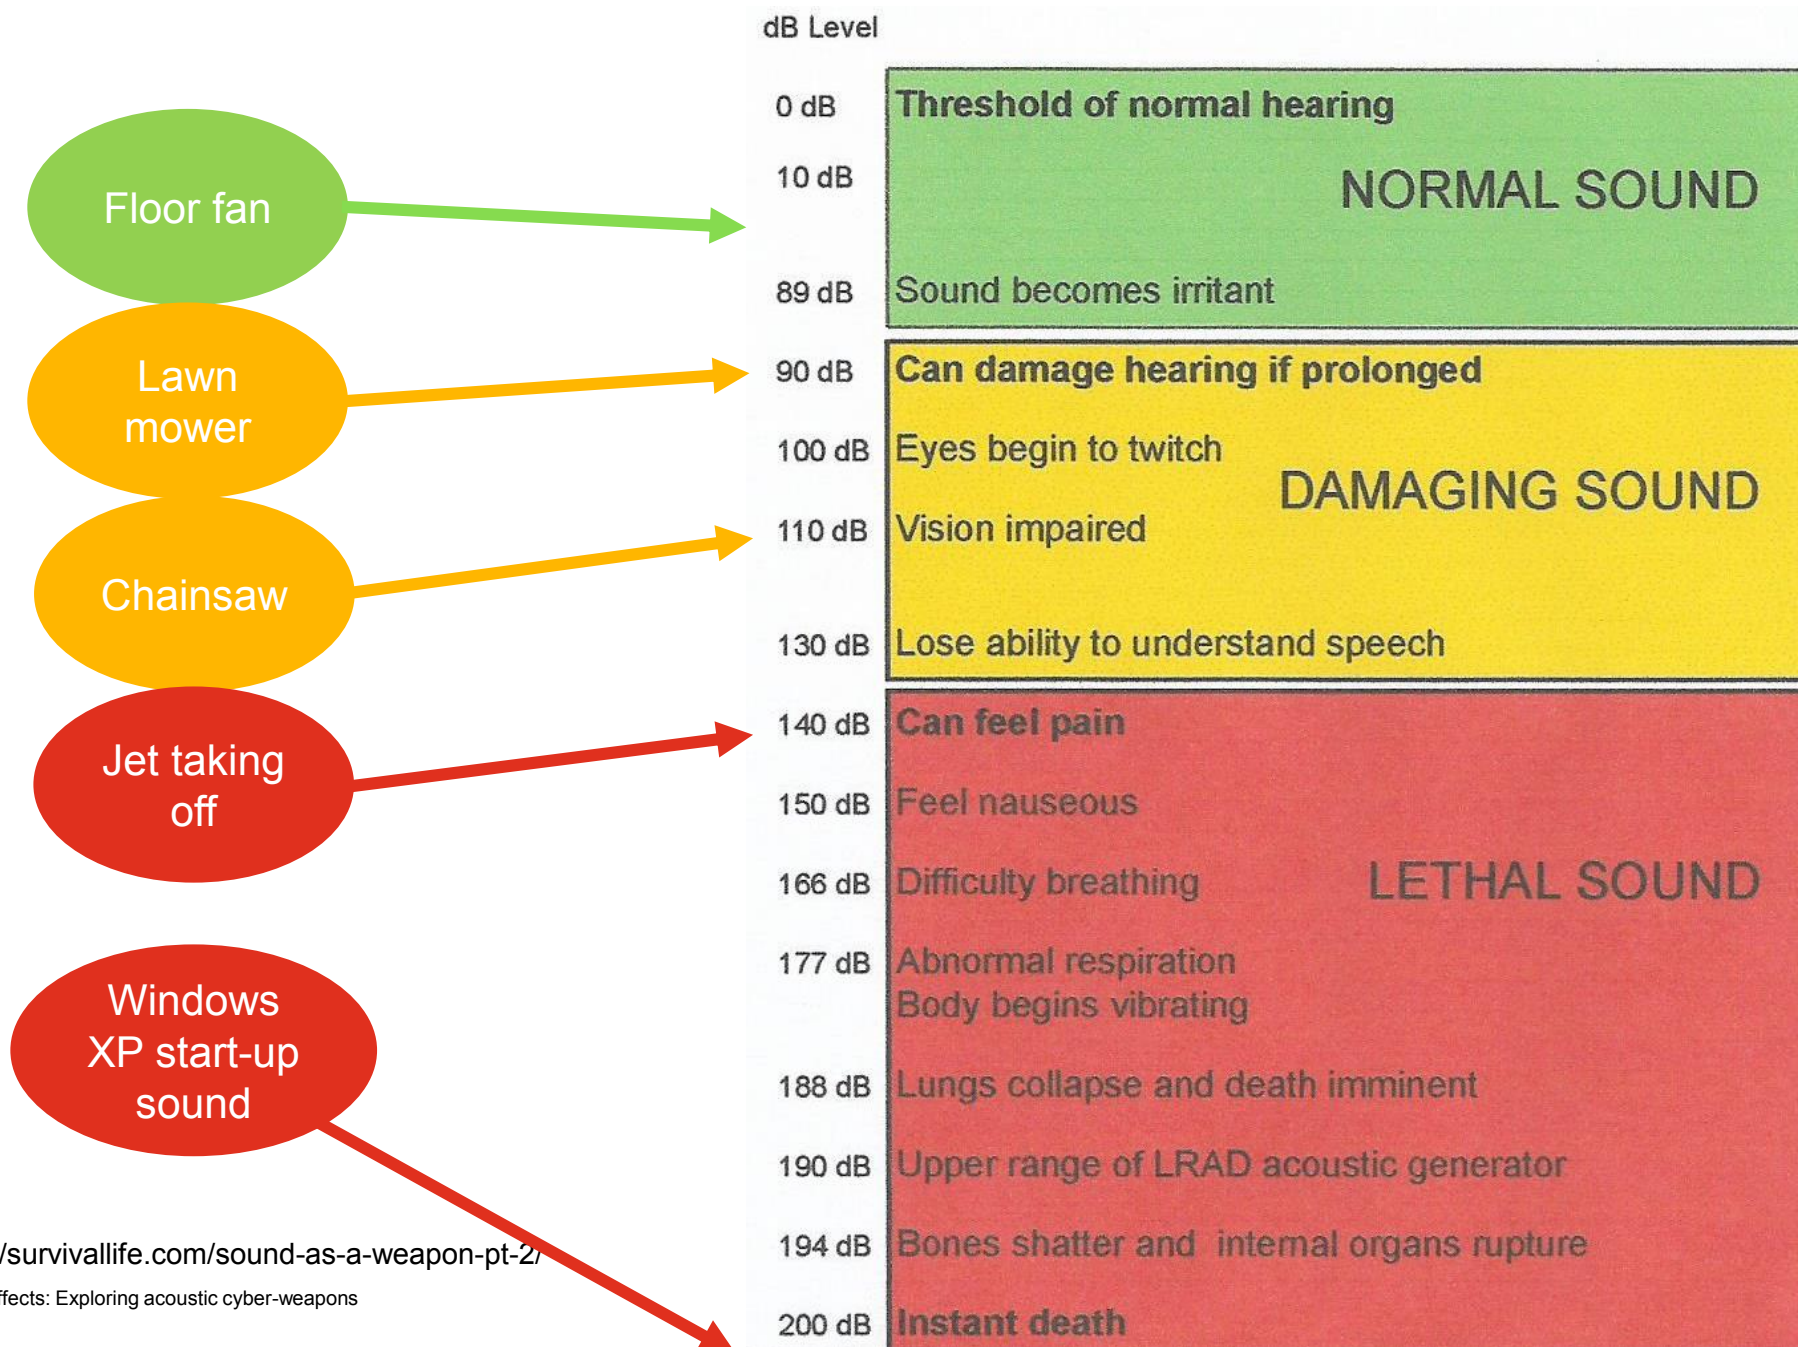 dB Level
0 dB Threshold of normal hearing
10 dB NORMAL SOUND
89 dB Sound becomes irritant
90 dB Can damage hearing if prolonged
100 dB Eyes begin to twitch
DAMAGING SOUND
110 dB Vision impaired
130 dB Lose ability to understand speech
140 dB Can feel pain
150 dB Feel nauseous
166 dB Difficulty breathing LETHAL SOUND
177 dB Abnormal respiration
Body begins vibrating
188 dB Lungs collapse and death imminent
190 dB Upper range of LRAD acoustic generator
194 dB Bones shatter and internal organs rupture
200 dB Instant death
Floor fan
Lawn
mower
Chainsaw
Jet taking
off
Windows
XP start-up
sound
/survivallife.com/sound-as-a-weapon-pt-2/
ffects: Exploring acoustic cyber-weapons